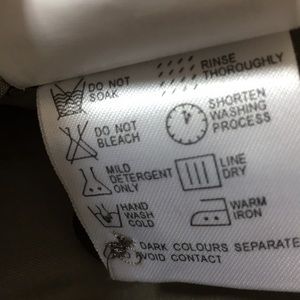 DO NOT
SOAK
RINSE
THOROUGHLY
DO NOT
BLEACH
SHORTEN
WASHING
PROCESS
MILD
DETERGENT
ONLY
LINE
DRY
HAND
WASH
COLD
WARM
IRON
DARK COLOURS SEPARATE
AVOID CONTACT